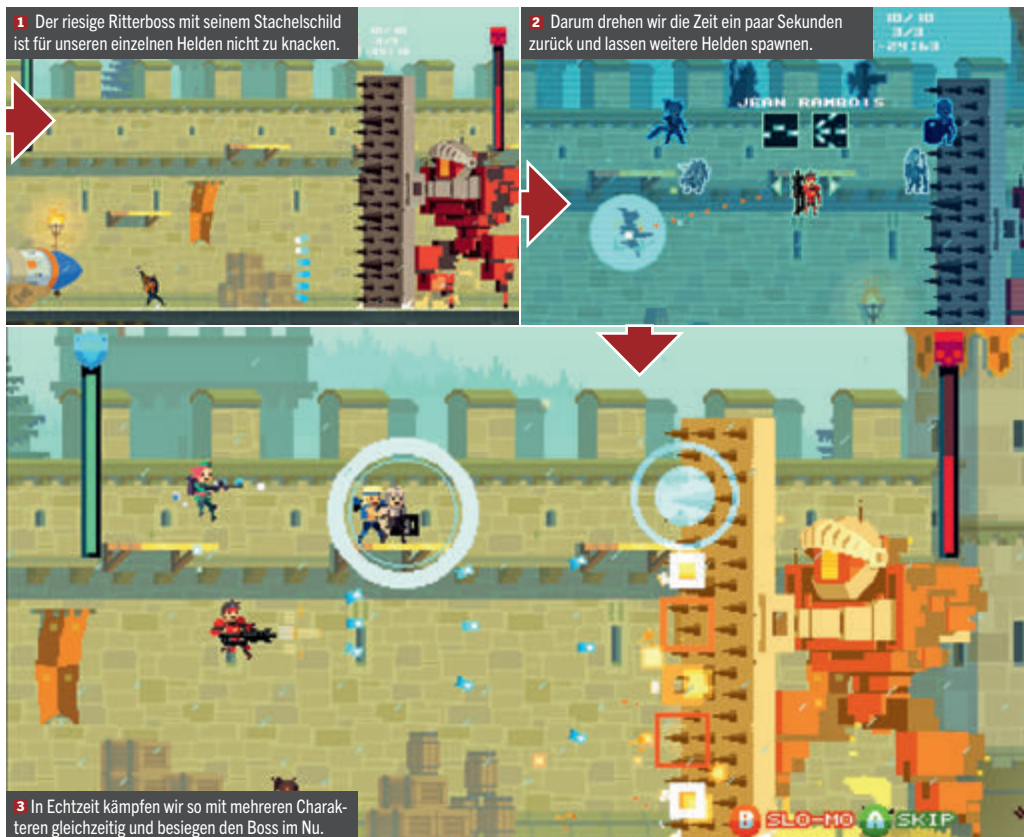 1 Der riesige Ritterboss mit seinem Stachelschild
ist für unseren einzelnen Helden nicht zu knacken.
2 Darum drehen wir die Zeit ein paar Sekunden
zurück und lassen weitere Helden spawnen.
10/10
3/3
-24:63
JEAN RAMBOIS
3 In Echtzeit kämpfen wir so mit mehreren Charak-
teren gleichzeitig und besiegen den Boss im Nu.
B SLO-MO A SKIP